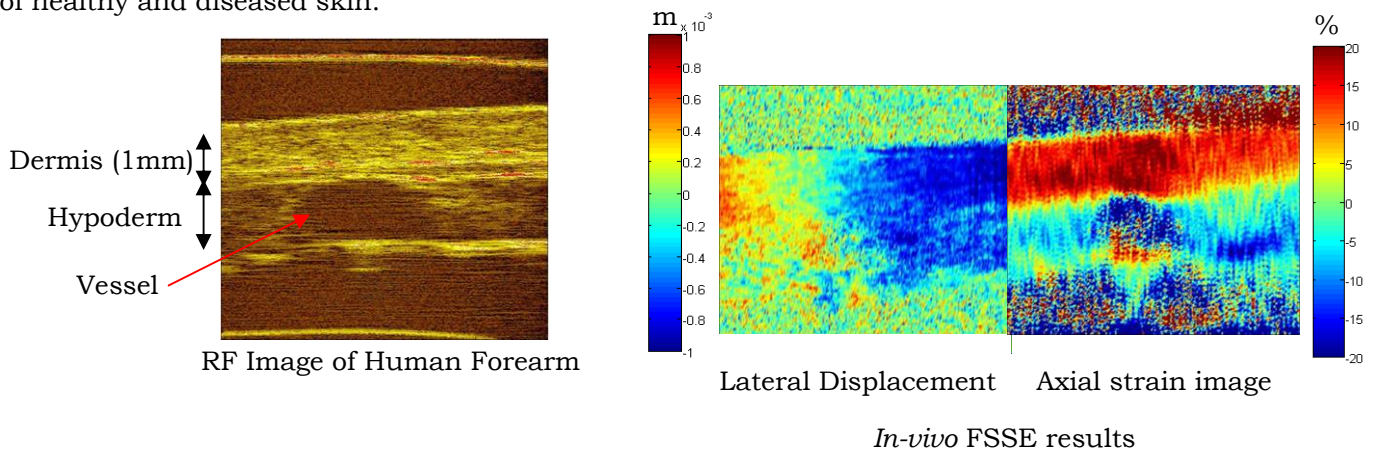 of healthy and diseased skin.
m
x 10
-3
%
1
0.8
0.6
0.4
0.2
0
-0.2
-0.4
-0.6
-0.8
-1
20
15
10
5
0
-5
-10
-15
-20
Dermis (1mm)
Hypoderm
Vessel
RF Image of Human Forearm
Lateral Displacement
Axial strain image
In-vivo FSSE results